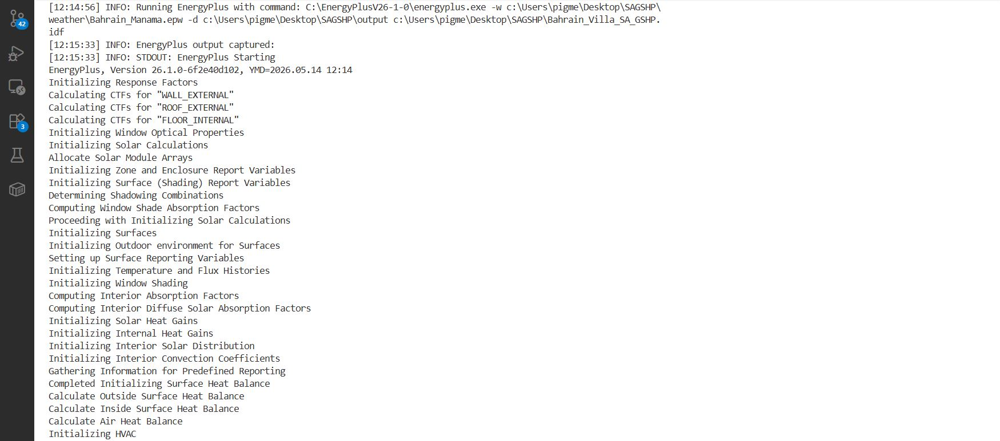 [12:14:56] INFO: Running EnergyPlus with command: C:\EnergyPlusV26-1-0\energyplus.exe -w c:\Users\pigme\Desktop\SAGSHP\
weather\Bahrain_Manama.epw -d c:\Users\pigme\Desktop\SAGSHP\output c:\Users\pigme\Desktop\SAGSHP\Bahrain_Villa_SA_GSHP.
idf
[12:15:33] INFO: EnergyPlus output captured:
[12:15:33] INFO: STDOUT: EnergyPlus Starting
EnergyPlus, Version 26.1.0-6f2e40d102, YMD=2026.05.14 12:14
Initializing Response Factors
Calculating CTFs for "WALL_EXTERNAL"
Calculating CTFs for "ROOF_EXTERNAL"
Calculating CTFs for "FLOOR_INTERNAL"
Initializing Window Optical Properties
Initializing Solar Calculations
Allocate Solar Module Arrays
Initializing Zone and Enclosure Report Variables
Initializing Surface (Shading) Report Variables
Determining Shadowing Combinations
Computing Window Shade Absorption Factors
Proceeding with Initializing Solar Calculations
Initializing Surfaces
Initializing Outdoor environment for Surfaces
Setting up Surface Reporting Variables
Initializing Temperature and Flux Histories
Initializing Window Shading
Computing Interior Absorption Factors
Computing Interior Diffuse Solar Absorption Factors
Initializing Solar Heat Gains
Initializing Internal Heat Gains
Initializing Interior Solar Distribution
Initializing Interior Convection Coefficients
Gathering Information for Predefined Reporting
Completed Initializing Surface Heat Balance
Calculate Outside Surface Heat Balance
Calculate Inside Surface Heat Balance
Calculate Air Heat Balance
Initializing HVAC
42
3